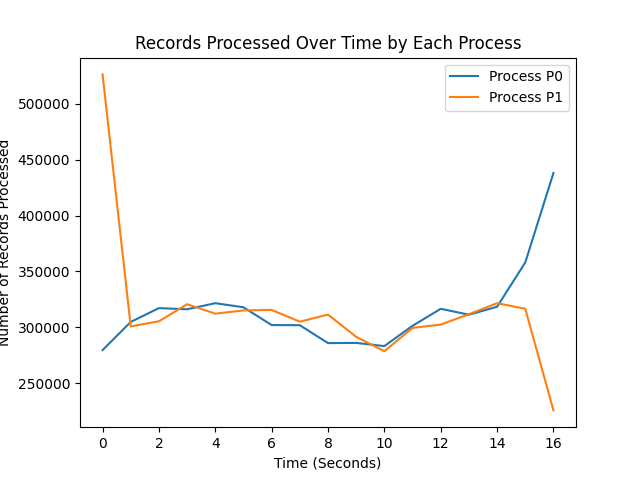 Records Processed Over Time by Each Process
Process P0
Process P1
Number of Records Processed
500000
450000
400000
350000
300000
250000
0 2 4 6 8 10 12 14 16
Time (Seconds)